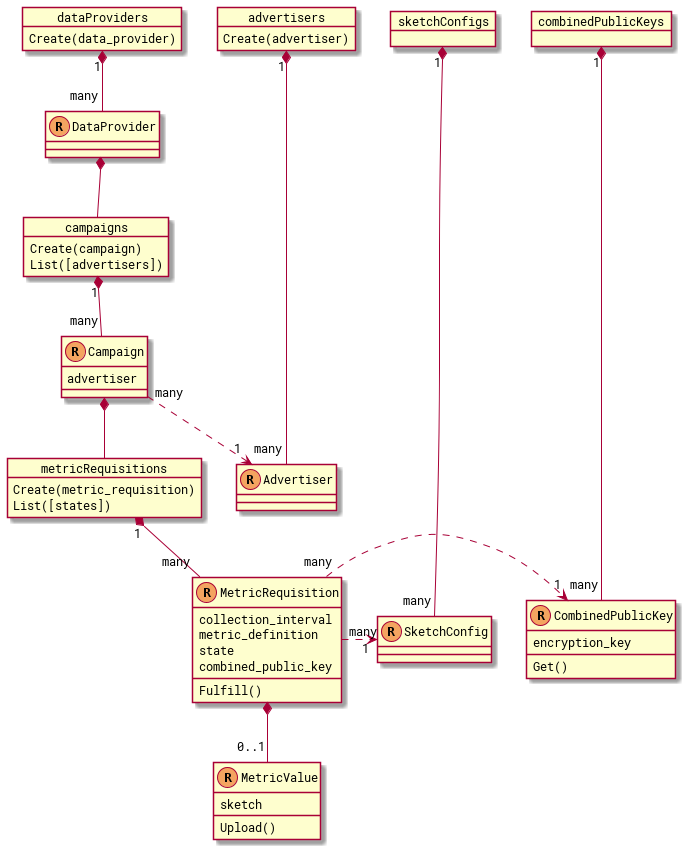 dataProviders
Create(data_provider)
advertisers
Create(advertiser)
sketchConfigs
combinedPublicKeys
1
1
1
1
many
R DataProvider
campaigns
Create(campaign)
List([advertisers])
1
many
R Campaign
advertiser
many
1
many
R Advertiser
metricRequisitions
Create(metric_requisition)
List([states])
1
many
many
R MetricRequisition
collection_interval
metric_definition
state
combined_public_key
Fulfill()
many
1
many
R SketchConfig
1
many
R CombinedPublicKey
encryption_key
Get()
0..1
R MetricValue
sketch
Upload()